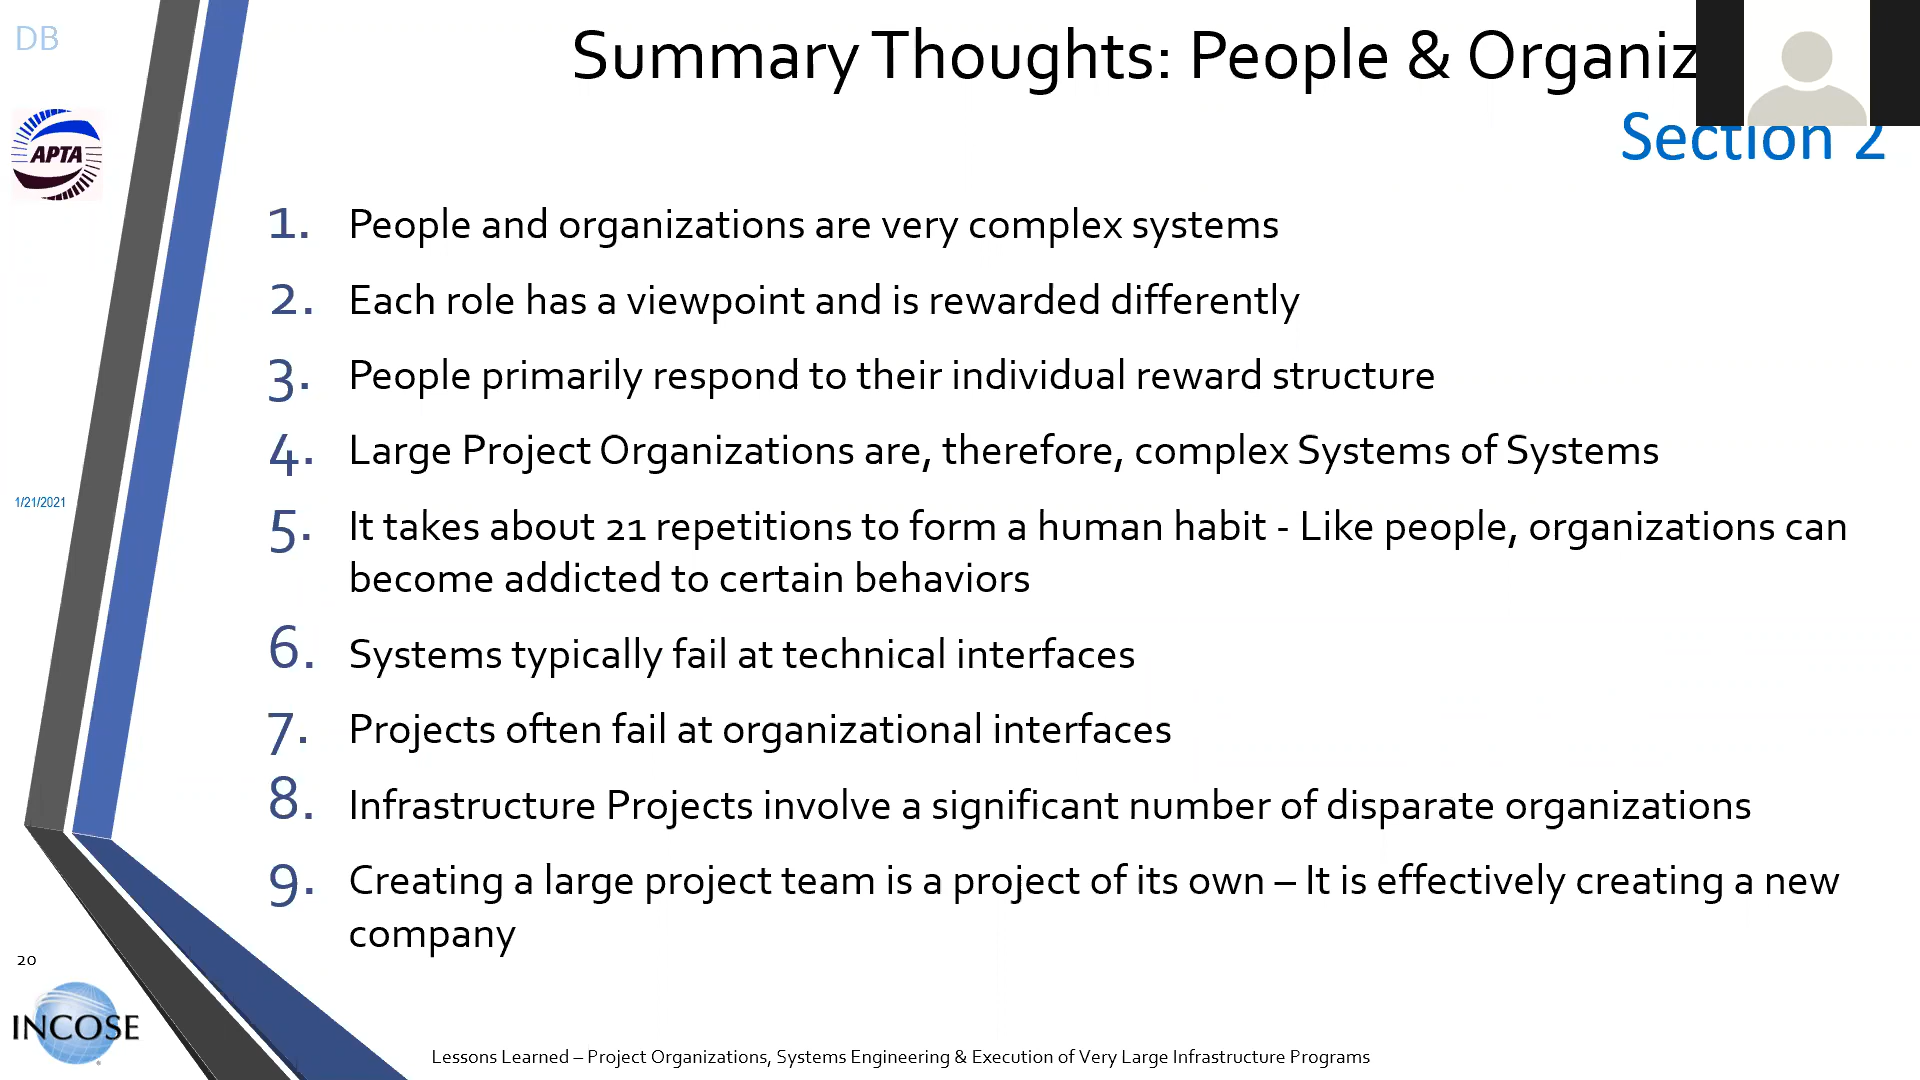 DB
Summary Thoughts: People & Organiz
Section 2
APTA
1. People and organizations are very complex systems
2. Each role has a viewpoint and is rewarded differently
3. People primarily respond to their individual reward structure
4. Large Project Organizations are, therefore, complex Systems of Systems
1/21/2021
5. It takes about 21 repetitions to form a human habit - Like people, organizations can
become addicted to certain behaviors
6. Systems typically fail at technical interfaces
7. Projects often fail at organizational interfaces
8. Infrastructure Projects involve a significant number of disparate organizations
9. Creating a large project team is a project of its own – It is effectively creating a new
company
20
INCOSE
Lessons Learned – Project Organizations, Systems Engineering & Execution of Very Large Infrastructure Programs